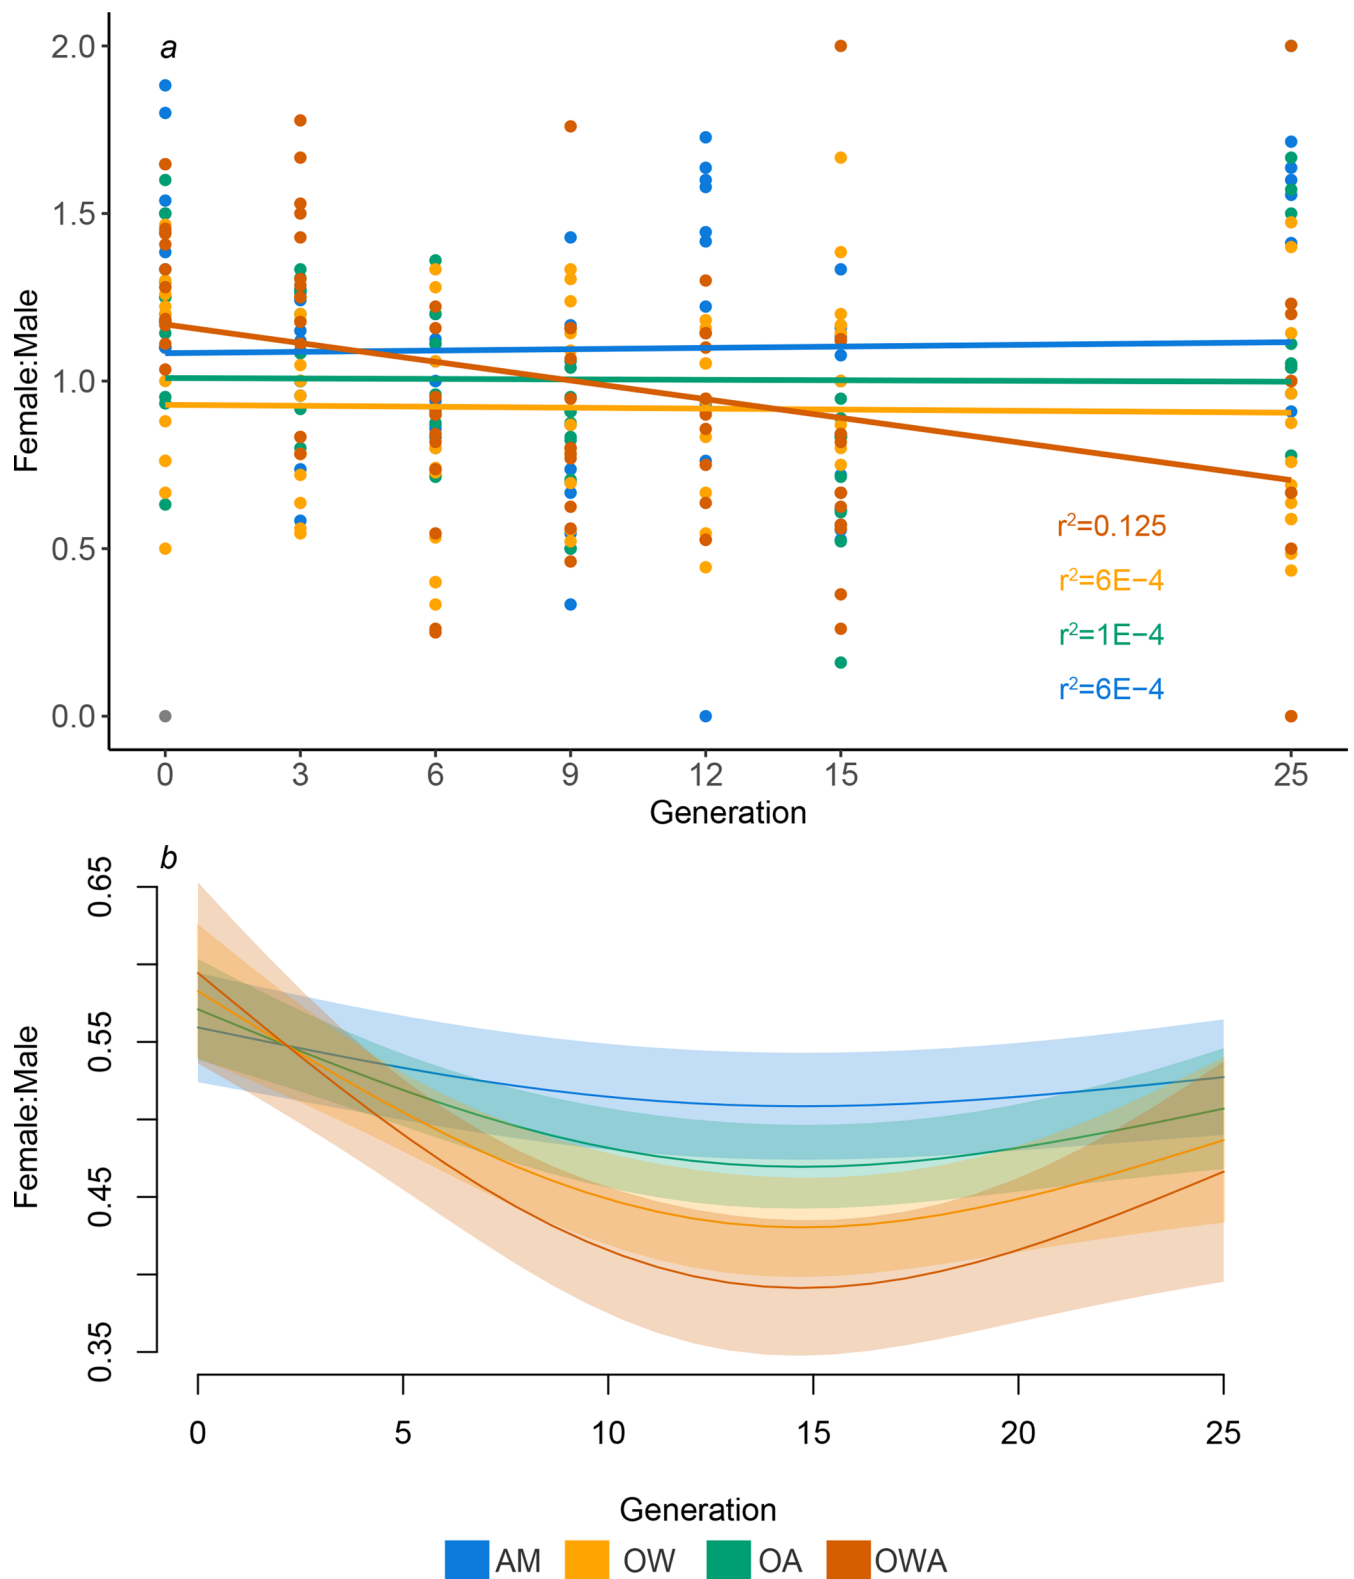 a
2.0
1.5
1.0
0.5
0.0
Female:Male
r²=0.125
r²=6E−4
r²=1E−4
r²=6E−4
0 3 6 9 12 15 25
Generation
b
0.65
0.55
0.45
0.35
Female:Male
0 5 10 15 20 25
Generation
AM OW OA OWA